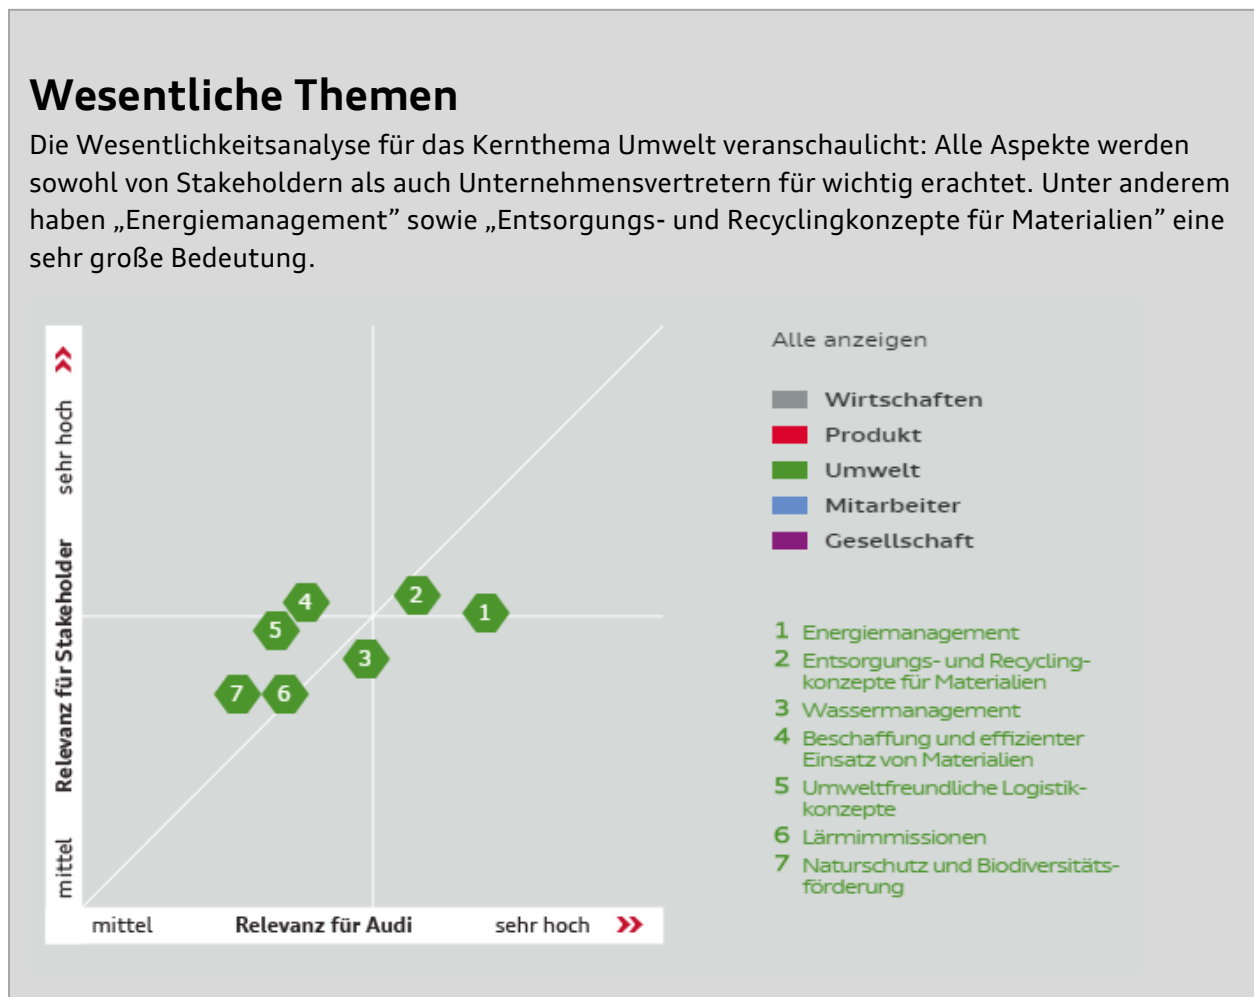 Wesentliche Themen
Die Wesentlichkeitsanalyse für das Kernthema Umwelt veranschaulicht: Alle Aspekte werden
sowohl von Stakeholdern als auch Unternehmensvertretern für wichtig erachtet. Unter anderem
haben „Energiemanagement” sowie „Entsorgungs- und Recyclingkonzepte für Materialien” eine
sehr große Bedeutung.
sehr hoch
Relevanz für Stakeholder
mittel
4
2
1
5
3
7
6
mittel
Relevanz für Audi
sehr hoch
Alle anzeigen
Wirtschaften
Produkt
Umwelt
Mitarbeiter
Gesellschaft
1 Energiemanagement
2 Entsorgungs- und Recycling-
konzepte für Materialien
3 Wassermanagement
4 Beschaffung und effizienter
Einsatz von Materialien
5 Umweltfreundliche Logistik-
konzepte
6 Lärmimmissionen
7 Naturschutz und Biodiversitäts-
förderung